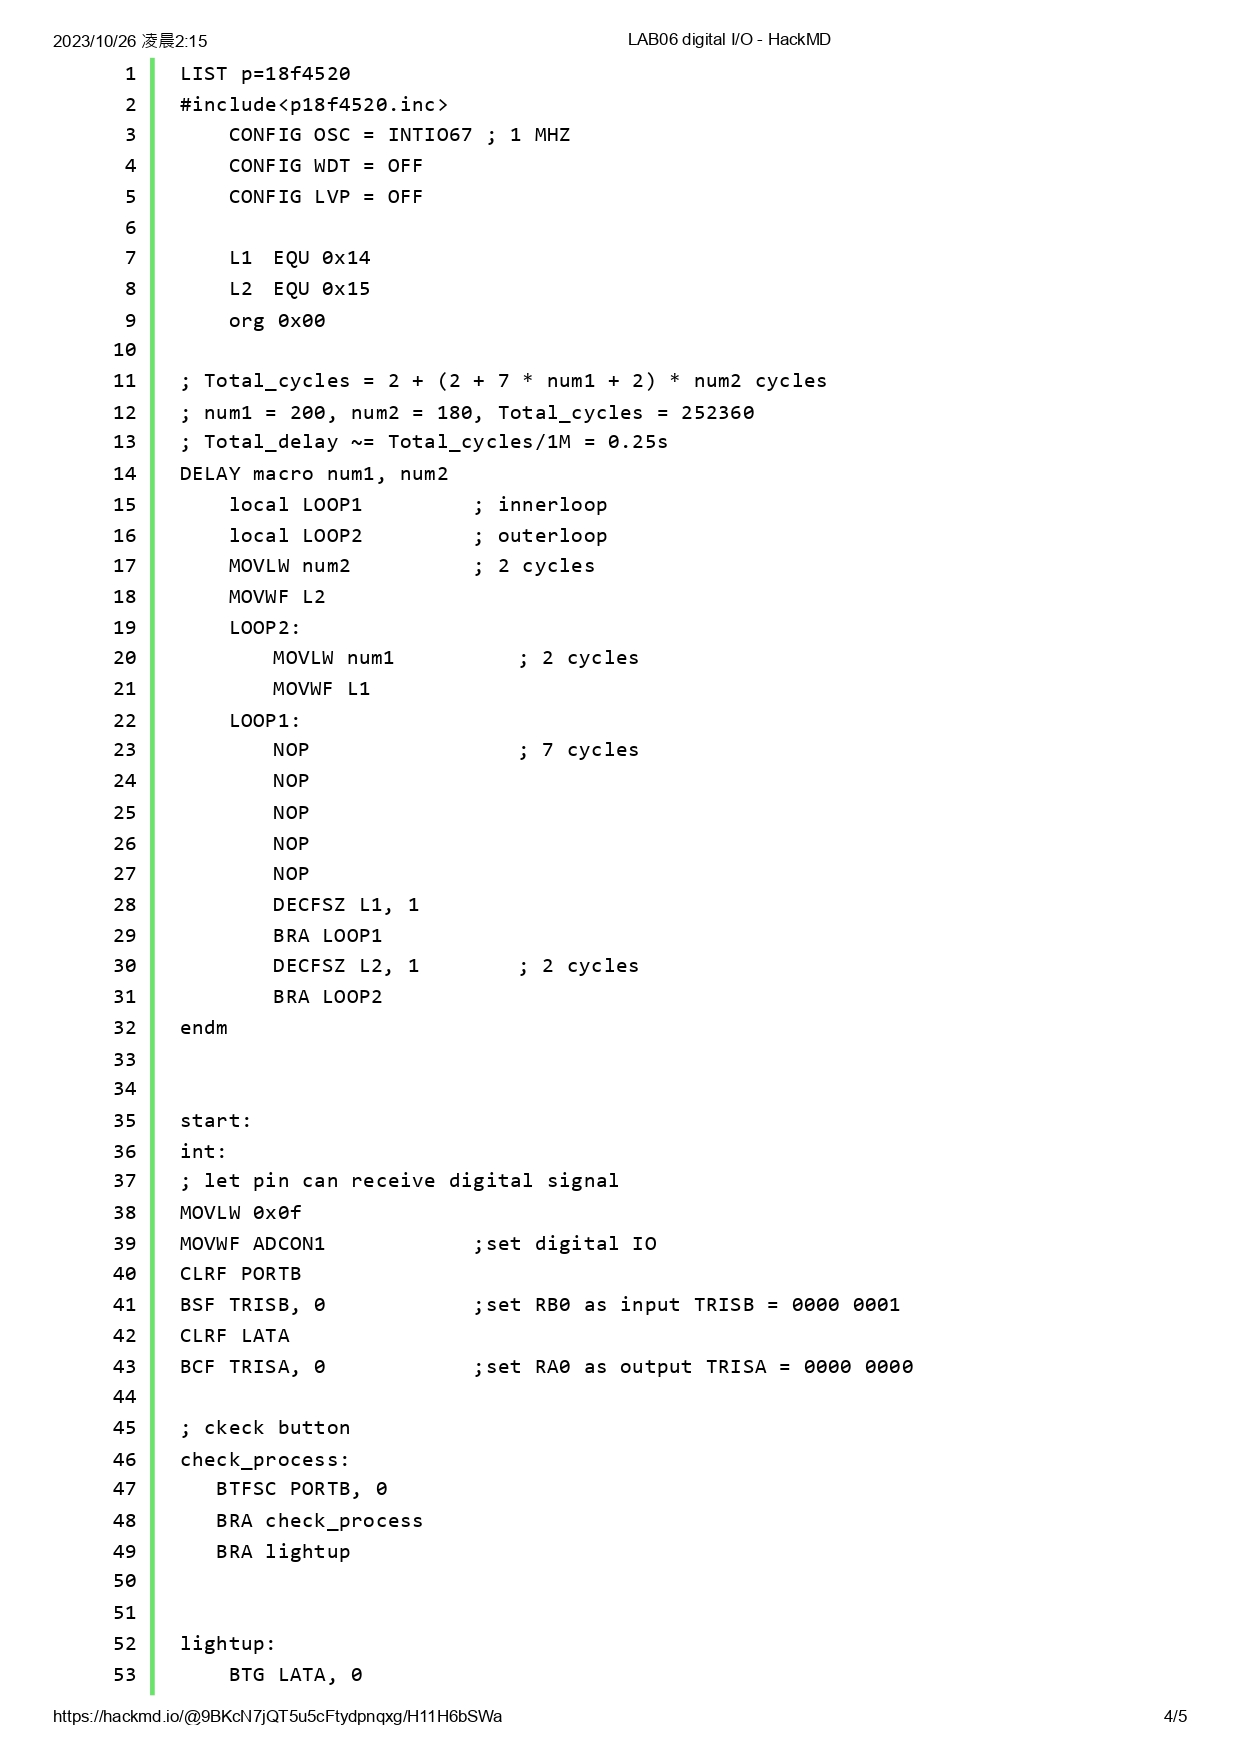 2023/10/26 凌晨2:15 LAB06 digital I/O - HackMD
1 LIST p=18f4520
2 #include<p18f4520.inc>
3 CONFIG OSC = INTIO67 ; 1 MHZ
4 CONFIG WDT = OFF
5 CONFIG LVP = OFF
6
7 L1 EQU 0x14
8 L2 EQU 0x15
9 org 0x00
10
11 ; Total_cycles = 2 + (2 + 7 * num1 + 2) * num2 cycles
12 ; num1 = 200, num2 = 180, Total_cycles = 252360
13 ; Total_delay ~= Total_cycles/1M = 0.25s
14 DELAY macro num1, num2
15 local LOOP1 ; innerloop
16 local LOOP2 ; outerloop
17 MOVLW num2 ; 2 cycles
18 MOVWF L2
19 LOOP2:
20 MOVLW num1 ; 2 cycles
21 MOVWF L1
22 LOOP1:
23 NOP ; 7 cycles
24 NOP
25 NOP
26 NOP
27 NOP
28 DECFSZ L1, 1
29 BRA LOOP1
30 DECFSZ L2, 1 ; 2 cycles
31 BRA LOOP2
32 endm
33
34
35 start:
36 int:
37 ; let pin can receive digital signal
38 MOVLW 0x0f
39 MOVWF ADCON1 ;set digital IO
40 CLRF PORTB
41 BSF TRISB, 0 ;set RB0 as input TRISB = 0000 0001
42 CLRF LATA
43 BCF TRISA, 0 ;set RA0 as output TRISA = 0000 0000
44
45 ; ckeck button
46 check_process:
47 BTFSC PORTB, 0
48 BRA check_process
49 BRA lightup
50
51
52 lightup:
53 BTG LATA, 0
https://hackmd.io/@9BKcN7jQT5u5cFtydpnqxg/H11H6bSWa 4/5